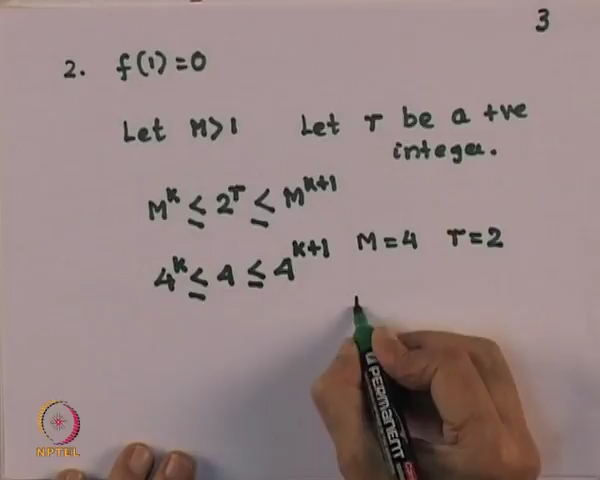 3
2. f(1)=0
Let M>1 Let r be a +ve
integer.
M^k ≤ 2^r ≤ M^{k+1}
4^k ≤ 4 ≤ 4^{k+1} M=4 r=2
PERMANENT
NPTEL